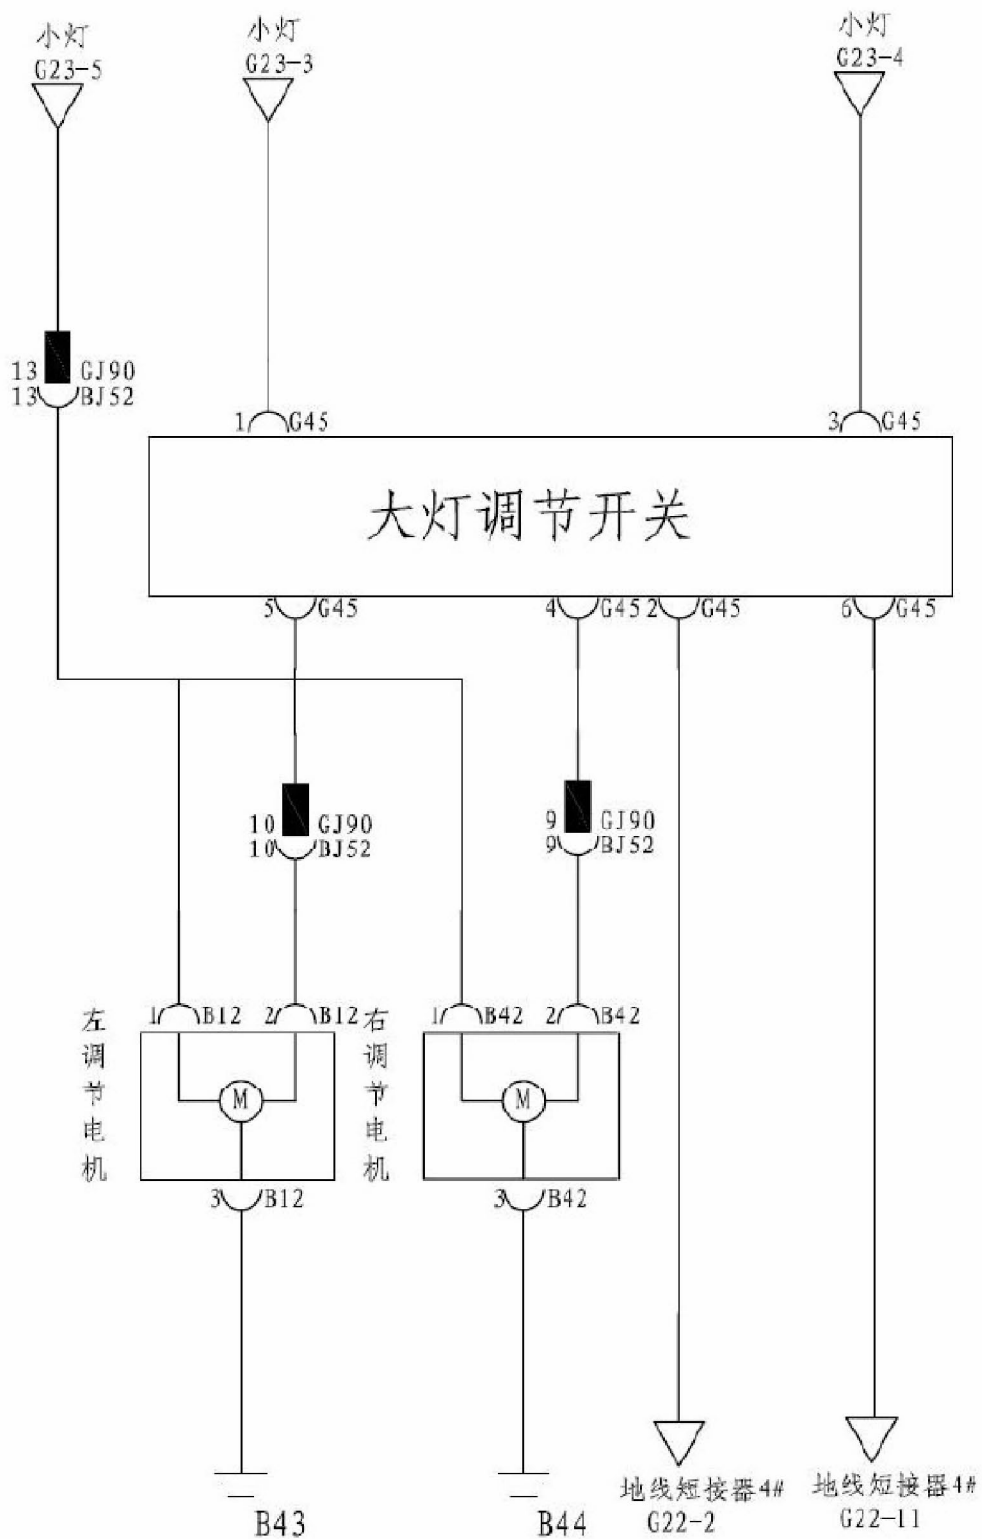 小灯
G23-5
小灯
G23-3
小灯
G23-4
13 GJ90
13 BJ52
1 G45
3 G45
大灯调节开关
5 G45
4 G45
2 G45
6 G45
10 GJ90
10 BJ52
9 GJ90
9 BJ52
左调节电机
1 B12
2 B12
右调节电机
1 B42
2 B42
M
M
3 B12
3 B42
B43
B44
地线短接器4#
G22-2
地线短接器4#
G22-11